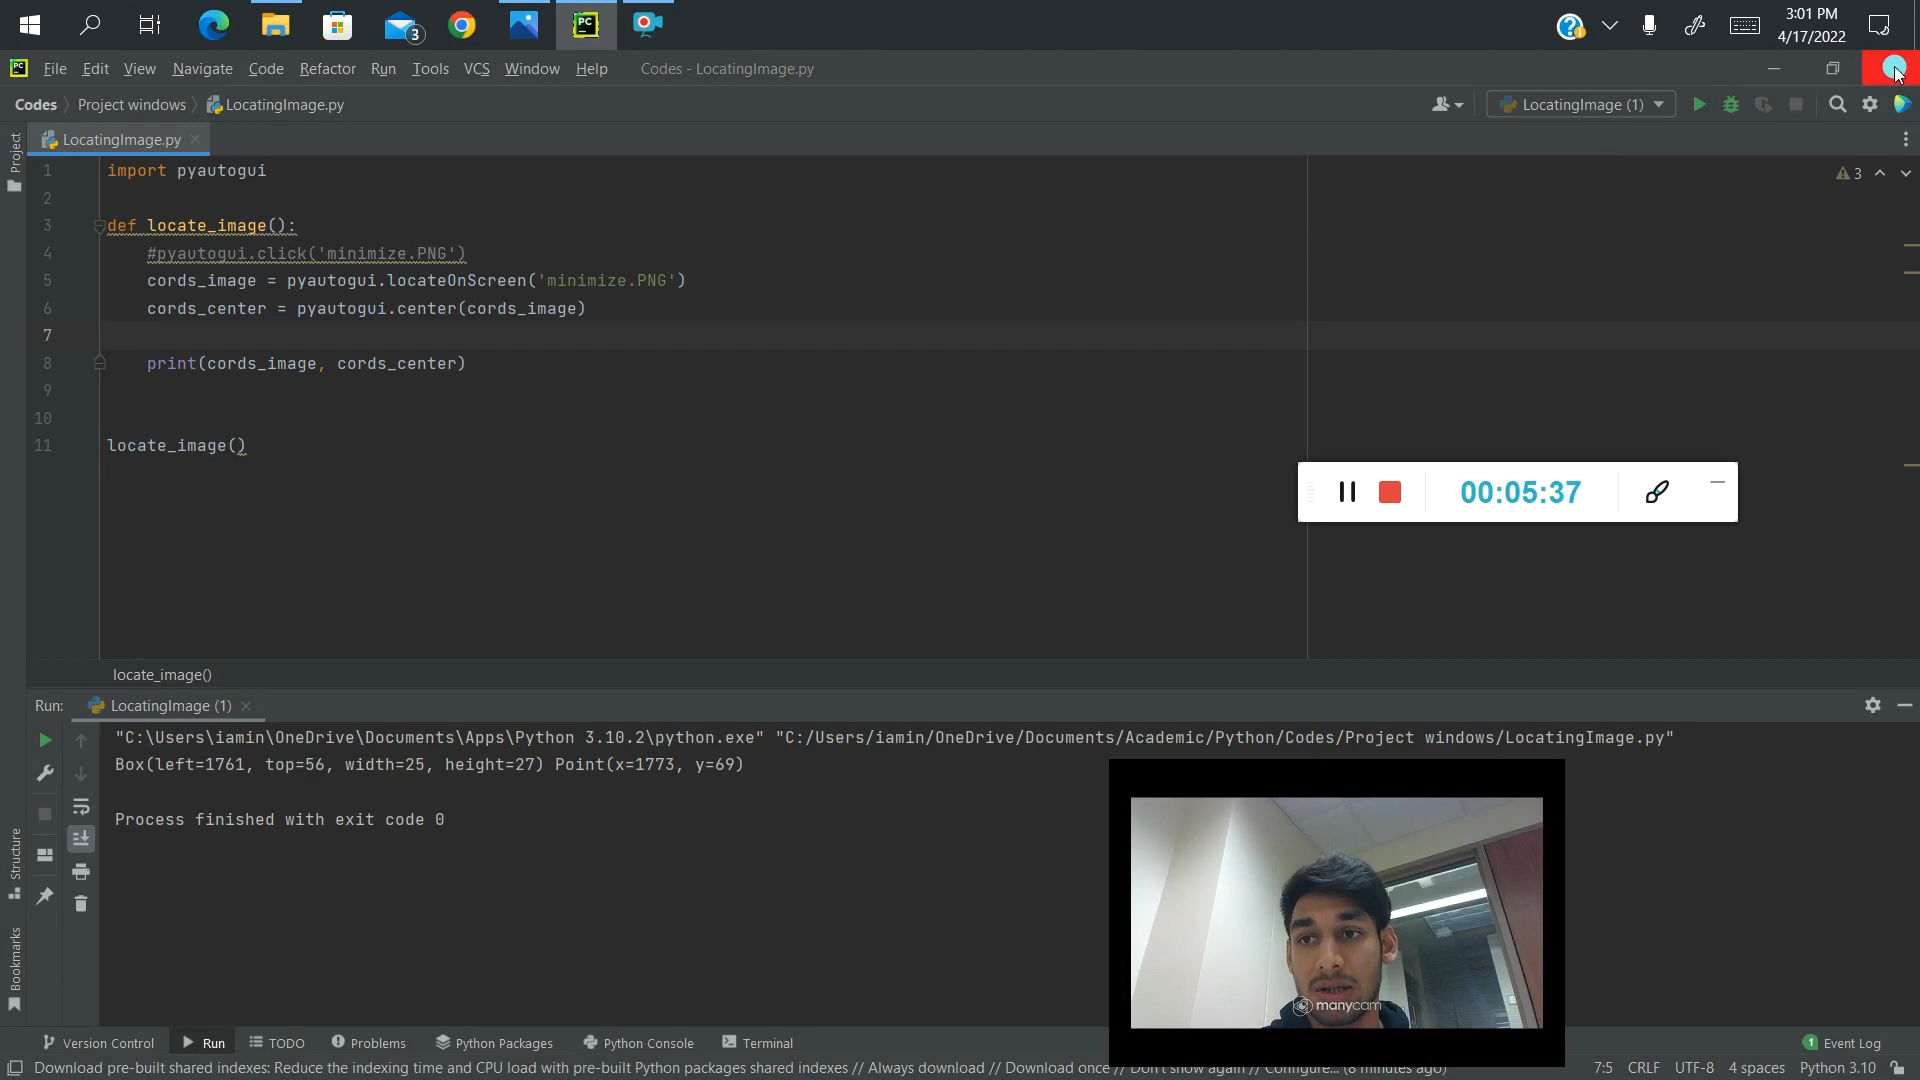 3
3:01 PM
4/17/2022
PC
File Edit View Navigate Code Refactor Run Tools VCS Window Help Codes - LocatingImage.py
Codes Project windows LocatingImage.py
LocatingImage (1)
Project
LocatingImage.py
3
1 import pyautogui
2
3 def locate_image():
4 #pyautogui.click('minimize.PNG')
5 cords_image = pyautogui.locateOnScreen('minimize.PNG')
6 cords_center = pyautogui.center(cords_image)
7
8 print(cords_image, cords_center)
9
10
11 locate_image()
00:05:37
locate_image()
Run: LocatingImage (1)
"C:\Users\iamin\OneDrive\Documents\Apps\Python 3.10.2\python.exe" "C:/Users/iamin/OneDrive/Documents/Academic/Python/Codes/Project windows/LocatingImage.py"
Box(left=1761, top=56, width=25, height=27) Point(x=1773, y=69)
Process finished with exit code 0
Structure
Bookmarks
manycam
Version Control Run TODO Problems Python Packages Python Console Terminal 1 Event Log
Download pre-built shared indexes: Reduce the indexing time and CPU load with pre-built Python packages shared indexes // Always download // Download once // Don't show again // Configure... (8 minutes ago) 7:5 CRLF UTF-8 4 spaces Python 3.10